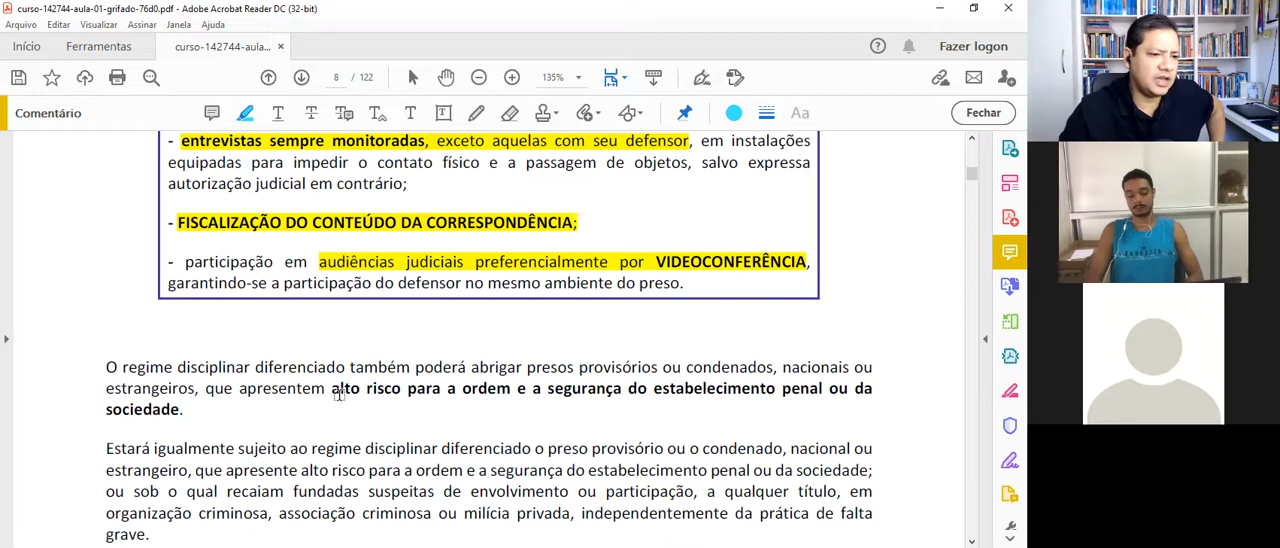 curso-142744-aula-01-grifado-76d0.pdf - Adobe Acrobat Reader DC (32-bit)
Arquivo Editar Visualizar Assinar Janela Ajuda
Início Ferramentas curso-142744-aula... × Fazer logon
8 / 122 135%
Comentário Fechar
- entrevistas sempre monitoradas, exceto aquelas com seu defensor, em instalações
equipadas para impedir o contato físico e a passagem de objetos, salvo expressa
autorização judicial em contrário;
- FISCALIZAÇÃO DO CONTEÚDO DA CORRESPONDÊNCIA;
- participação em audiências judiciais preferencialmente por VIDEOCONFERÊNCIA,
garantindo-se a participação do defensor no mesmo ambiente do preso.
O regime disciplinar diferenciado também poderá abrigar presos provisórios ou condenados, nacionais ou
estrangeiros, que apresentem alto risco para a ordem e a segurança do estabelecimento penal ou da
sociedade.
Estará igualmente sujeito ao regime disciplinar diferenciado o preso provisório ou o condenado, nacional ou
estrangeiro, que apresente alto risco para a ordem e a segurança do estabelecimento penal ou da sociedade;
ou sob o qual recaiam fundadas suspeitas de envolvimento ou participação, a qualquer título, em
organização criminosa, associação criminosa ou milícia privada, independentemente da prática de falta
grave.